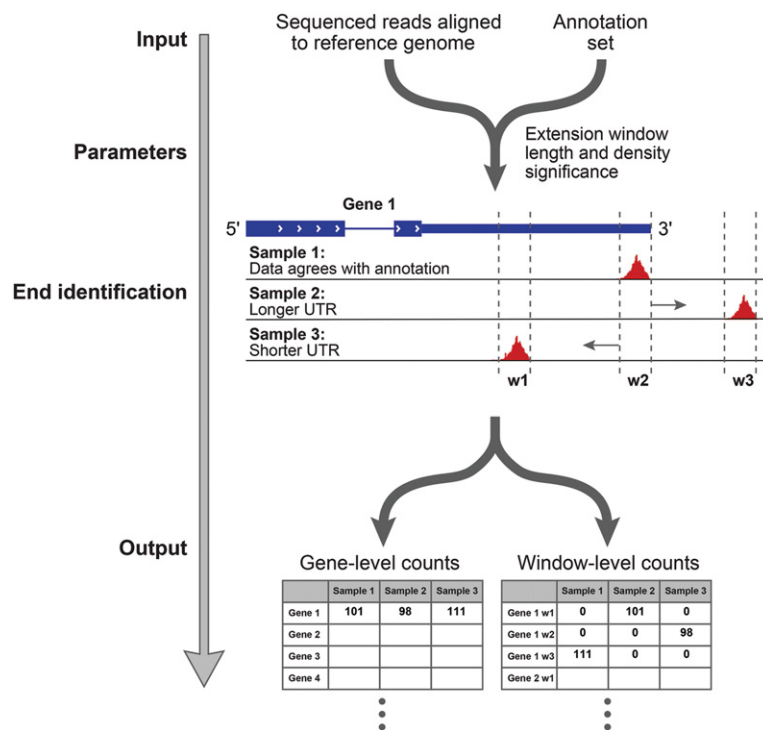 Input
Sequenced reads aligned
to reference genome
Annotation
set
Parameters
Extension window
length and density
significance
Gene 1
5'
3'
End identification
Sample 1:
Data agrees with annotation
Sample 2:
Longer UTR
Sample 3:
Shorter UTR
w1 w2 w3
Output
Gene-level counts
Sample 1 Sample 2 Sample 3
Gene 1 101 98 111
Gene 2
Gene 3
Gene 4
Window-level counts
Sample 1 Sample 2 Sample 3
Gene 1 w1 0 101 0
Gene 1 w2 0 0 98
Gene 1 w3 111 0 0
Gene 2 w1